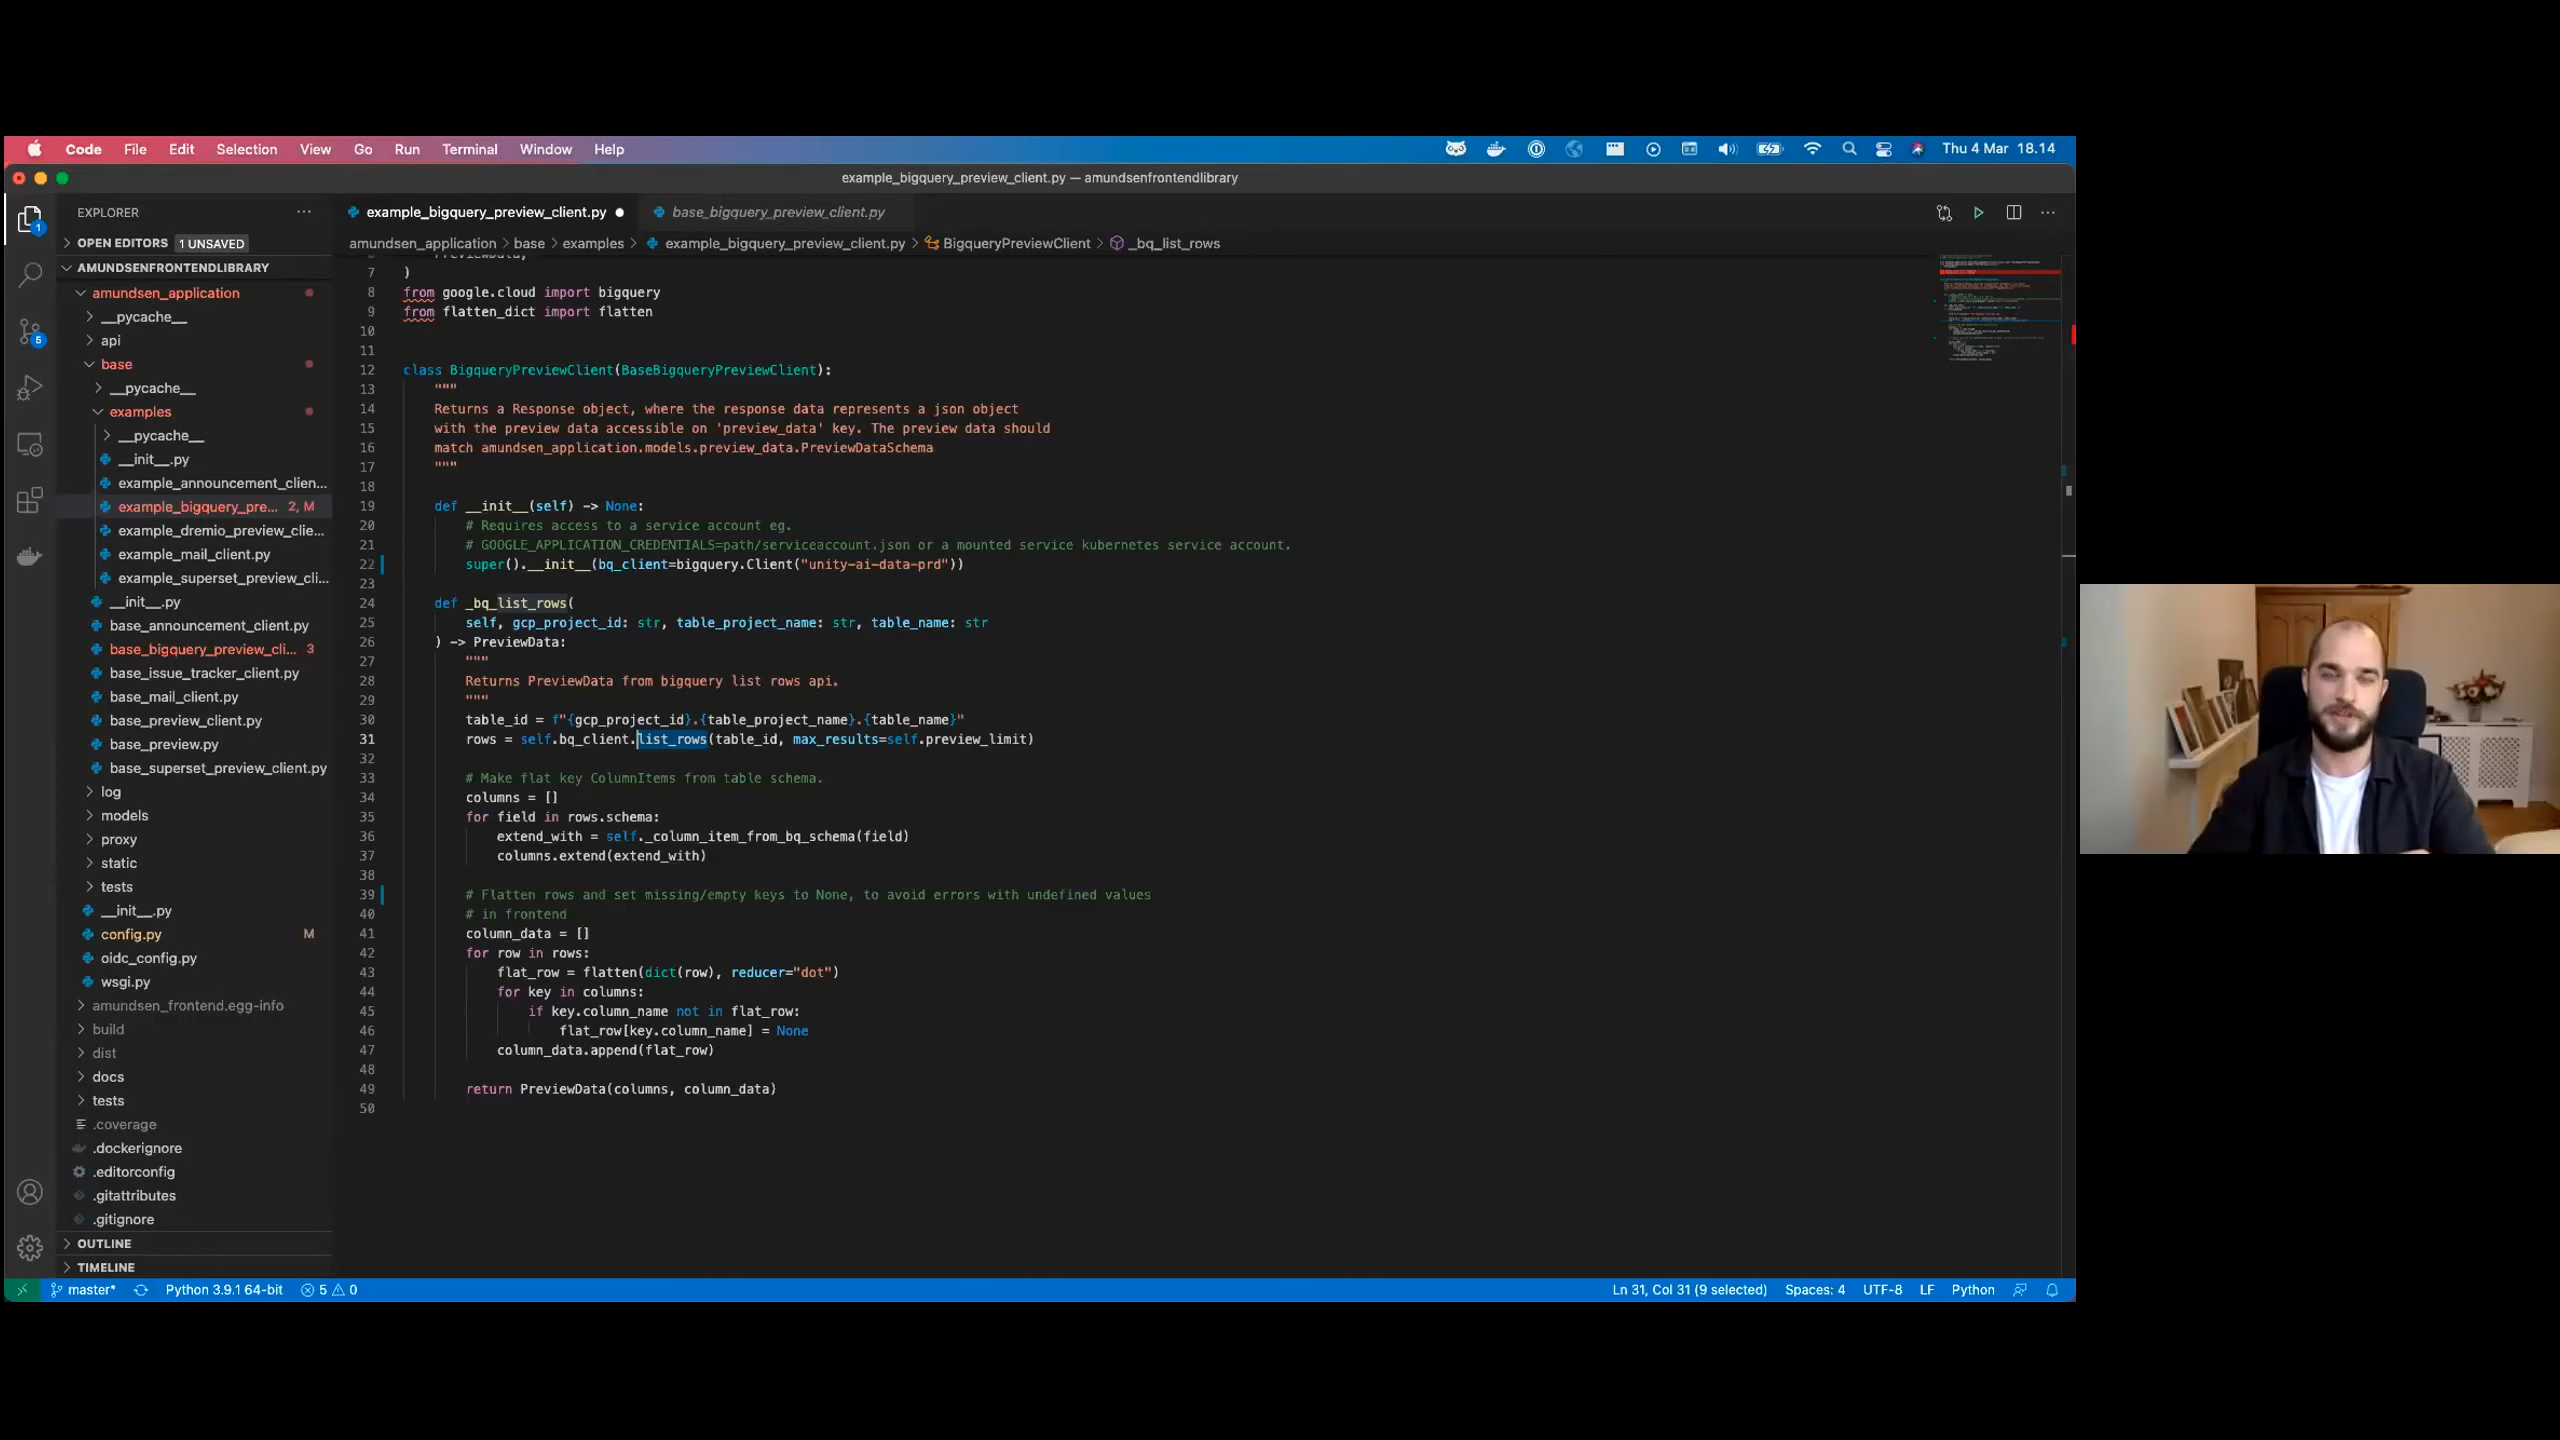 Code File Edit Selection View Go Run Terminal Window Help Thu 4 Mar 18.14
example_bigquery_preview_client.py — amundsenfrontendlibrary
EXPLORER ···
example_bigquery_preview_client.py
base_bigquery_preview_client.py
OPEN EDITORS 1 UNSAVED
amundsen_application > base > examples > example_bigquery_preview_client.py > BigqueryPreviewClient > _bq_list_rows
AMUNDSENFRONTENDLIBRARY
amundsen_application
__pycache__
api
base
__pycache__
examples
__pycache__
__init__.py
example_announcement_clien...
example_bigquery_pre... 2, M
example_dremio_preview_clie...
example_mail_client.py
example_superset_preview_cli...
__init__.py
base_announcement_client.py
base_bigquery_preview_cli... 3
base_issue_tracker_client.py
base_mail_client.py
base_preview_client.py
base_preview.py
base_superset_preview_client.py
log
models
proxy
static
tests
__init__.py
config.py M
oidc_config.py
wsgi.py
amundsen_frontend.egg-info
build
dist
docs
tests
.coverage
.dockerignore
.editorconfig
.gitattributes
.gitignore
OUTLINE
TIMELINE
1
5
7 )
8 from google.cloud import bigquery
9 from flatten_dict import flatten
10
11
12 class BigqueryPreviewClient(BaseBigqueryPreviewClient):
13 """
14 Returns a Response object, where the response data represents a json object
15 with the preview data accessible on 'preview_data' key. The preview data should
16 match amundsen_application.models.preview_data.PreviewDataSchema
17 """
18
19 def __init__(self) -> None:
20 # Requires access to a service account eg.
21 # GOOGLE_APPLICATION_CREDENTIALS=path/serviceaccount.json or a mounted service kubernetes service account.
22 super().__init__(bq_client=bigquery.Client("unity-ai-data-prd"))
23
24 def _bq_list_rows(
25 self, gcp_project_id: str, table_project_name: str, table_name: str
26 ) -> PreviewData:
27 """
28 Returns PreviewData from bigquery list rows api.
29 """
30 table_id = f"{gcp_project_id}.{table_project_name}.{table_name}"
31 rows = self.bq_client.list_rows(table_id, max_results=self.preview_limit)
32
33 # Make flat key ColumnItems from table schema.
34 columns = []
35 for field in rows.schema:
36 extend_with = self._column_item_from_bq_schema(field)
37 columns.extend(extend_with)
38
39 # Flatten rows and set missing/empty keys to None, to avoid errors with undefined values
40 # in frontend
41 column_data = []
42 for row in rows:
43 flat_row = flatten(dict(row), reducer="dot")
44 for key in columns:
45 if key.column_name not in flat_row:
46 flat_row[key.column_name] = None
47 column_data.append(flat_row)
48
49 return PreviewData(columns, column_data)
50
master* Python 3.9.1 64-bit 5 0 Ln 31, Col 31 (9 selected) Spaces: 4 UTF-8 LF Python